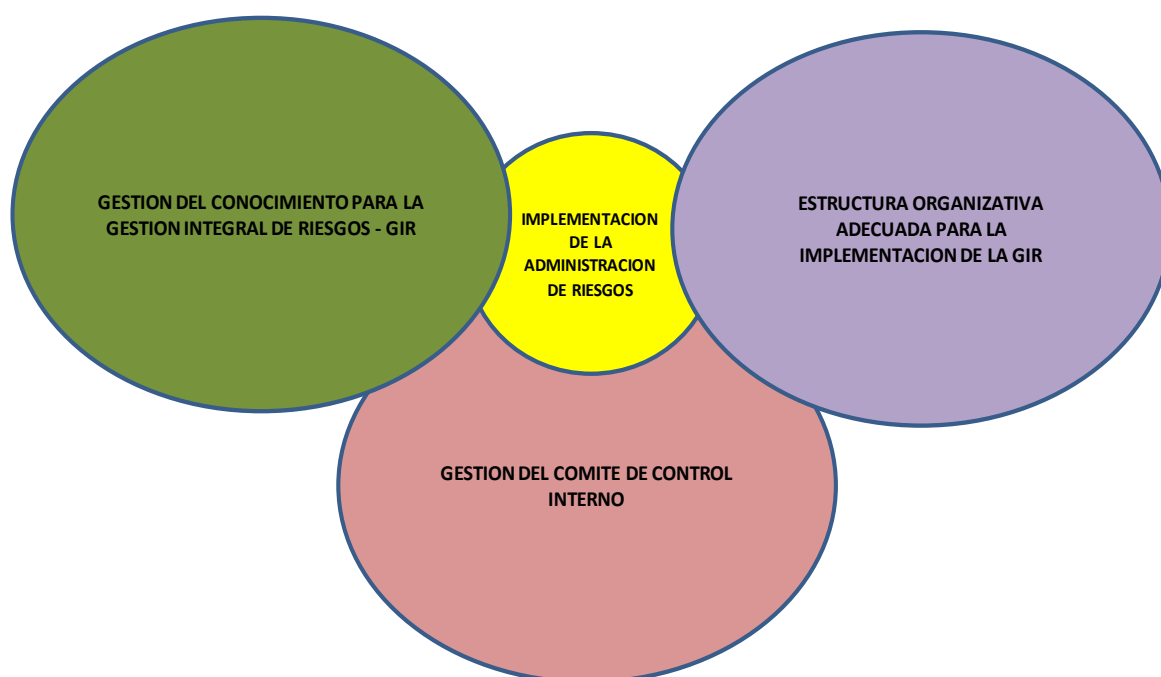 GESTION DEL CONOCIMIENTO PARA LA
GESTION INTEGRAL DE RIESGOS - GIR
IMPLEMENTACION
DE LA
ADMINISTRACION
DE RIESGOS
ESTRUCTURA ORGANIZATIVA
ADECUADA PARA LA
IMPLEMENTACION DE LA GIR
GESTION DEL COMITE DE CONTROL
INTERNO